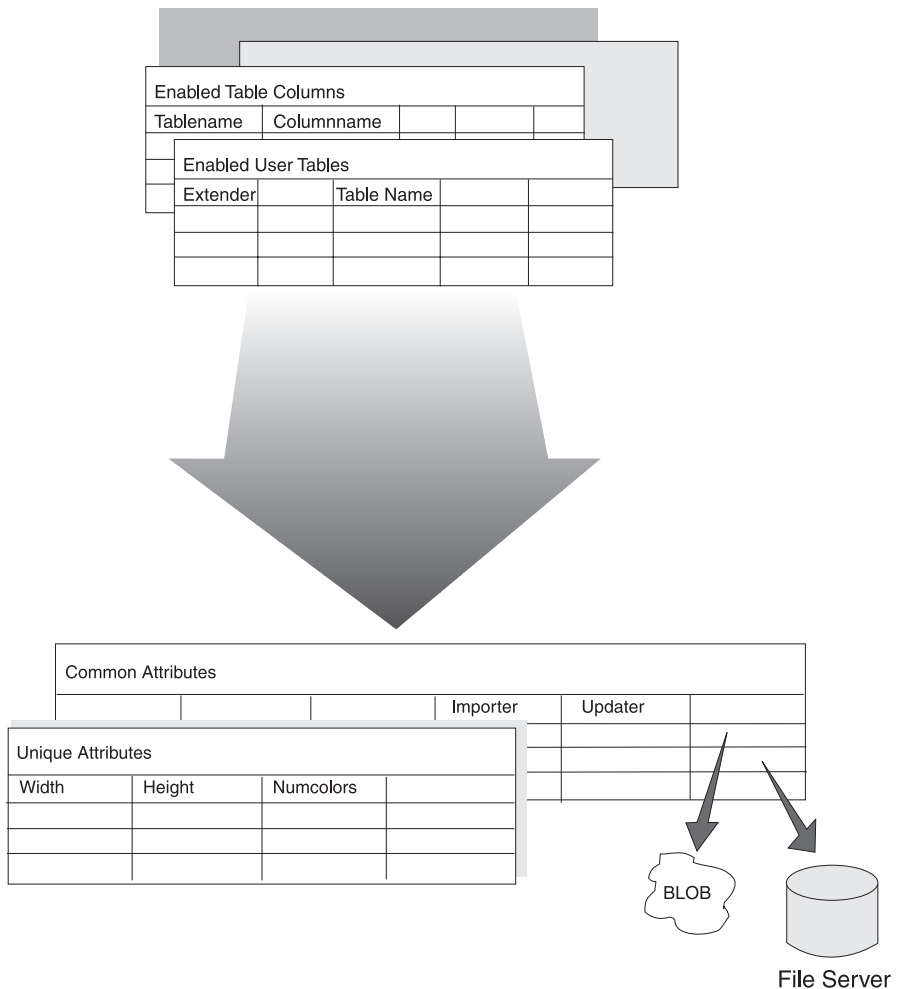 Enabled Table Columns
Tablename Columnname
Enabled User Tables
Extender Table Name
Common Attributes
Importer Updater
Unique Attributes
Width Height Numcolors
BLOB
File Server